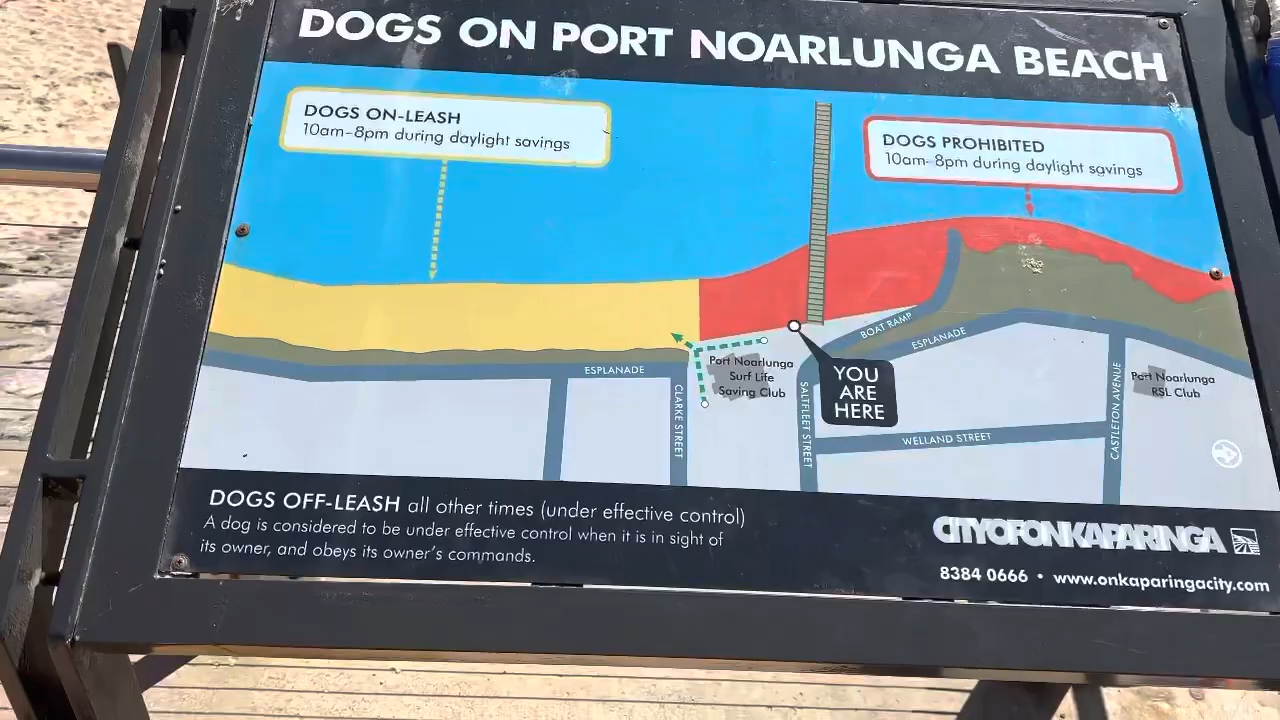 DOGS ON PORT NOARLUNGA BEACH
DOGS ON-LEASH
10am-8pm during daylight savings
DOGS PROHIBITED
10am-8pm during daylight savings
BOAT RAMP
ESPLANADE
ESPLANADE
CLARKE STREET
Port Noarlunga
Surf Life
Saving Club
SALTFLEET STREET
YOU
ARE
HERE
WELLAND STREET
CASTLETON AVENUE
Port Noarlunga
RSL Club
DOGS OFF-LEASH all other times (under effective control)
A dog is considered to be under effective control when it is in sight of
its owner, and obeys its owner's commands.
CITYOFONKAPARINGA
8384 0666 • www.onkaparingacity.com